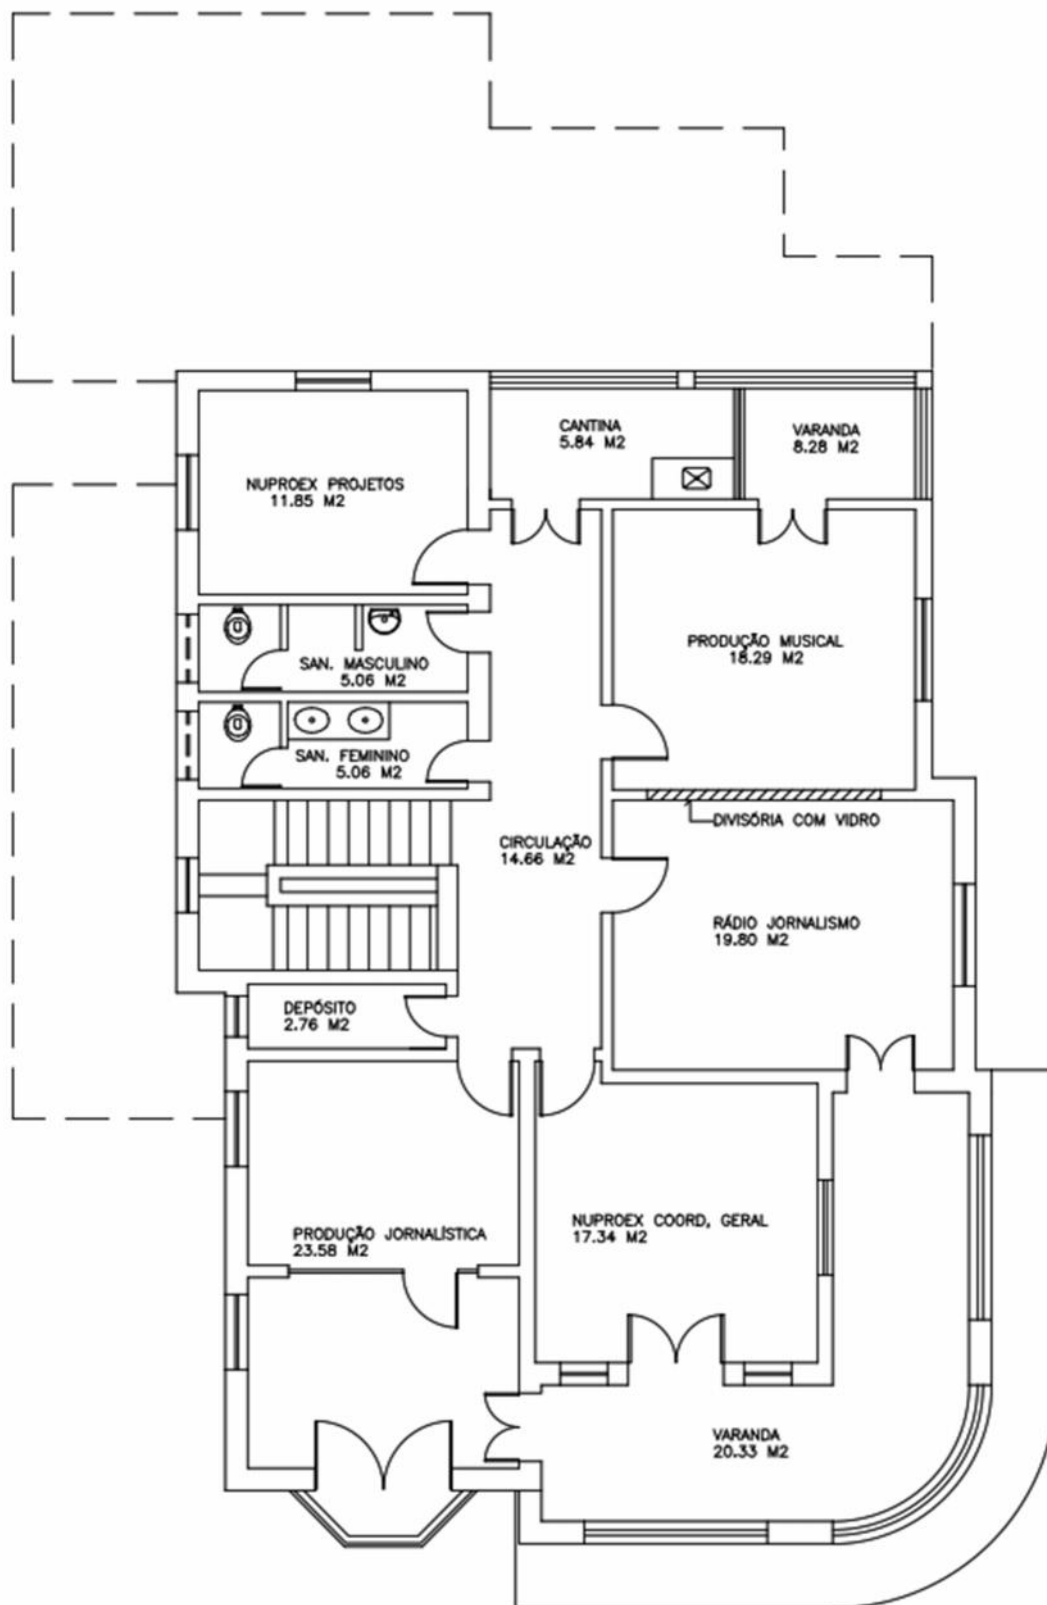 CANTINA
5.84 M2
VARANDA
8.28 M2
NUPROEX PROJETOS
11.85 M2
PRODUÇÃO MUSICAL
18.29 M2
SAN. MASCULINO
5.06 M2
SAN. FEMININO
5.06 M2
DIVISÓRIA COM VIDRO
CIRCULAÇÃO
14.66 M2
RÁDIO JORNALISMO
19.80 M2
DEPÓSITO
2.76 M2
NUPROEX COORD, GERAL
17.34 M2
PRODUÇÃO JORNALÍSTICA
23.58 M2
VARANDA
20.33 M2